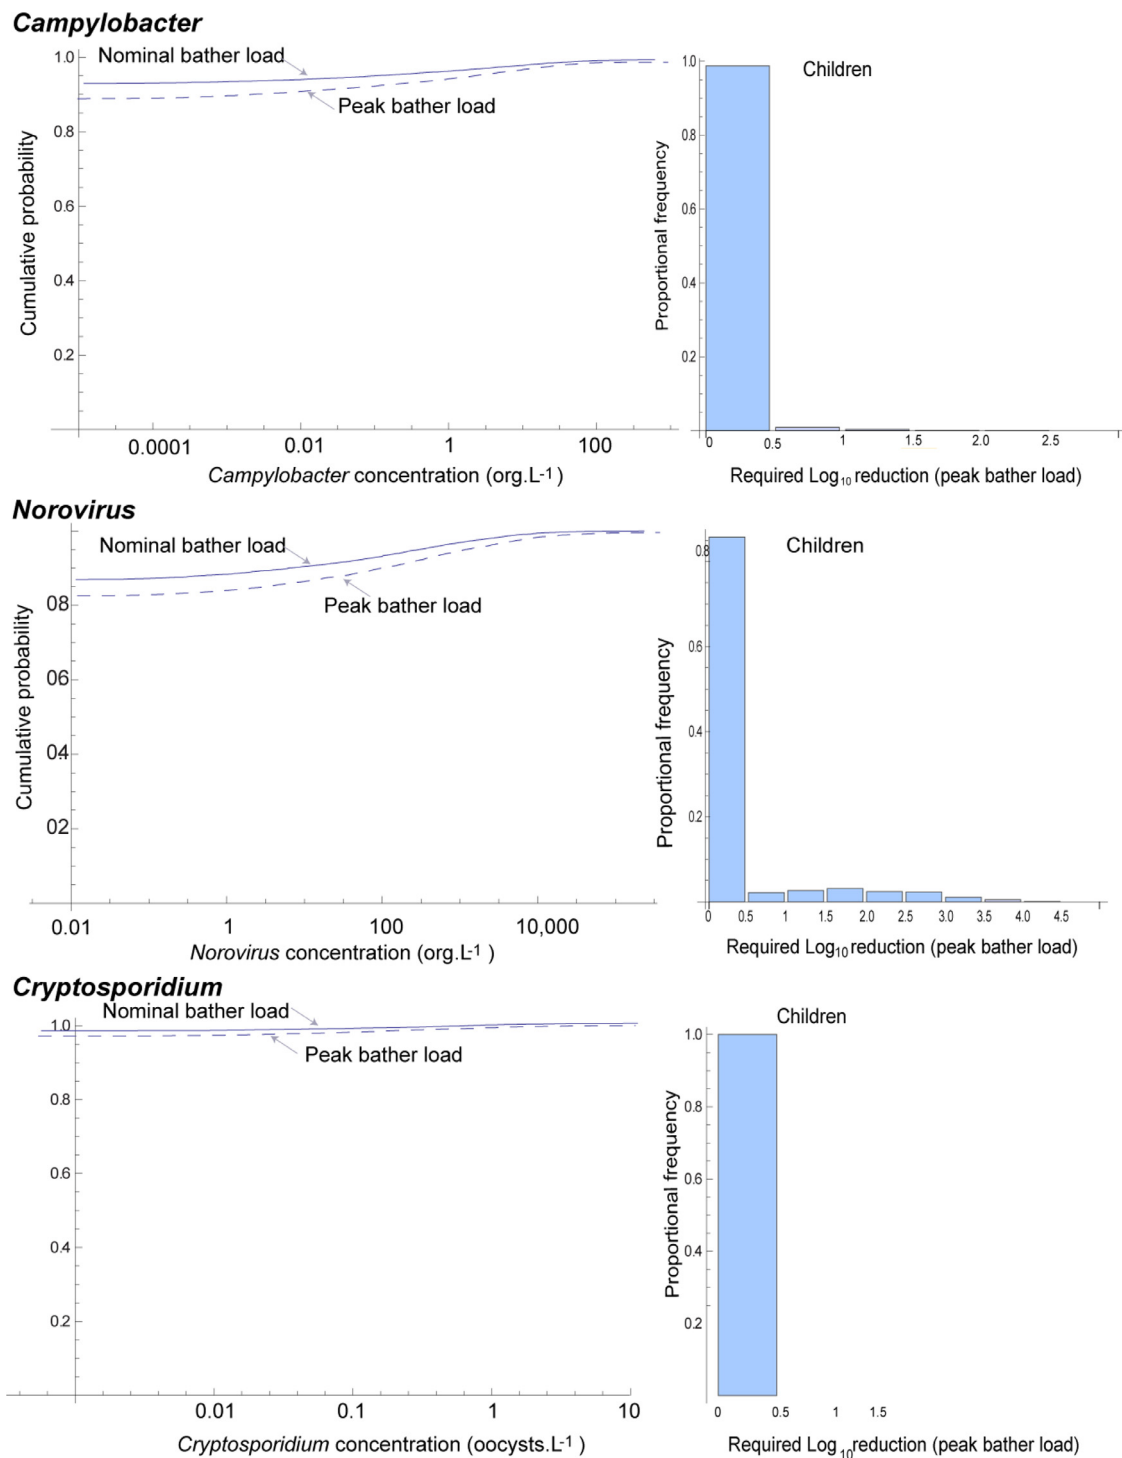 Campylobacter
Nominal bather load
Peak bather load
Cumulative probability
1.0
0.8
0.6
0.4
0.2
0.0001 0.01 1 100
Campylobacter concentration (org.L-1 )
Children
Proportional frequency
1.0
0.8
0.6
0.4
0.2
0 0.5 1 1.5 2.0 2.5
Required Log10 reduction (peak bather load)
Norovirus
Nominal bather load
Peak bather load
Cumulative probability
08
06
04
02
0.01 1 100 10,000
Norovirus concentration (org.L-1 )
Children
Proportional frequency
0.8
0.6
0.4
0.2
0 0.5 1 1.5 2.0 2.5 3.0 3.5 4.0 4.5
Required Log10 reduction (peak bather load)
Cryptosporidium
Nominal bather load
Peak bather load
1.0
0.8
0.6
0.4
0.2
0.01 0.1 1 10
Cryptosporidium concentration (oocysts.L-1 )
Children
Proportional frequency
1.0
0.8
0.6
0.4
0.2
0 0.5 1 1.5
Required Log10 reduction (peak bather load)